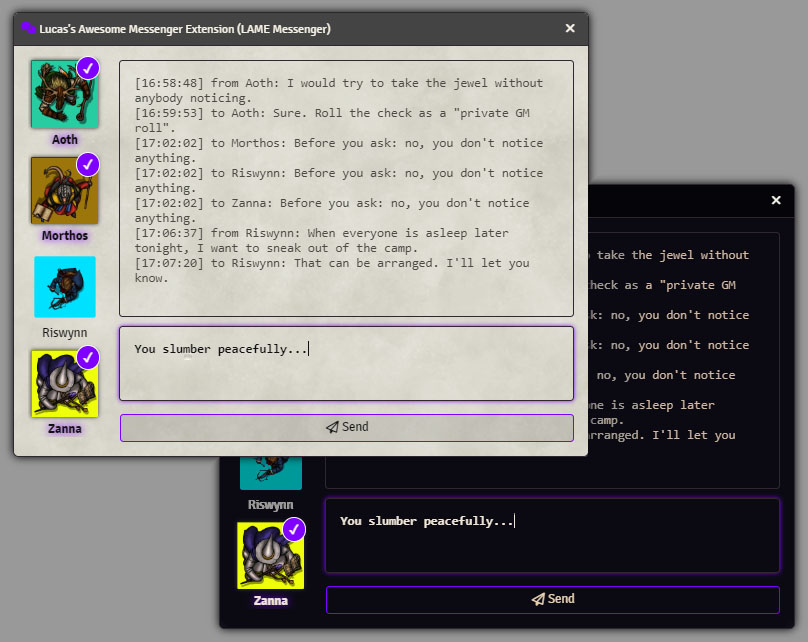 Lucas's Awesome Messenger Extension (LAME Messenger)
Aoth
Morthos
Riswynn
Zanna
[16:58:48] from Aoth: I would try to take the jewel without
anybody noticing.
[16:59:53] to Aoth: Sure. Roll the check as a "private GM
roll".
[17:02:02] to Morthos: Before you ask: no, you don't notice
anything.
[17:02:02] to Riswynn: Before you ask: no, you don't notice
anything.
[17:02:02] to Zanna: Before you ask: no, you don't notice
anything.
[17:06:37] from Riswynn: When everyone is asleep later
tonight, I want to sneak out of the camp.
[17:07:20] to Riswynn: That can be arranged. I'll let you
know.
You slumber peacefully...
Send
take the jewel without
check as a "private GM
no, you don't notice
no, you don't notice
no, you don't notice
is asleep later
camp.
I'll let you
Riswynn
Zanna
You slumber peacefully...
Send